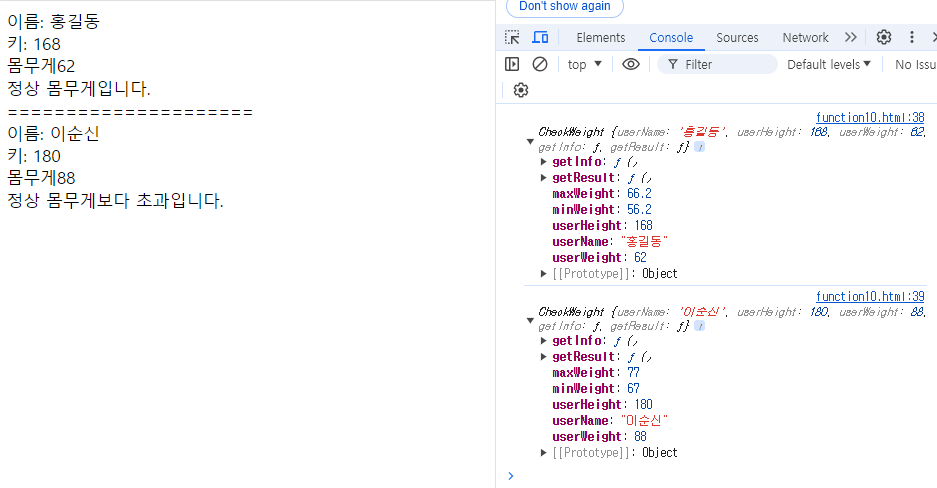 이름: 홍길동
키: 168
몸무게62
정상 몸무게입니다.
=====================
이름: 이순신
키: 180
몸무게88
정상 몸무게보다 초과입니다.
Don't show again
Elements Console Sources Network
top Filter Default levels No Issu
function10.html:38
CheckWeight {userName: '홍길동', userHeight: 168, userWeight: 62,
getInfo: ƒ, getResult: ƒ} i
getInfo: ƒ (,
getResult: ƒ (,
maxWeight: 66.2
minWeight: 56.2
userHeight: 168
userName: "홍길동"
userWeight: 62
[[Prototype]]: Object
function10.html:39
CheckWeight {userName: '이순신', userHeight: 180, userWeight: 88,
getInfo: ƒ, getResult: ƒ} i
getInfo: ƒ (,
getResult: ƒ (,
maxWeight: 77
minWeight: 67
userHeight: 180
userName: "이순신"
userWeight: 88
[[Prototype]]: Object